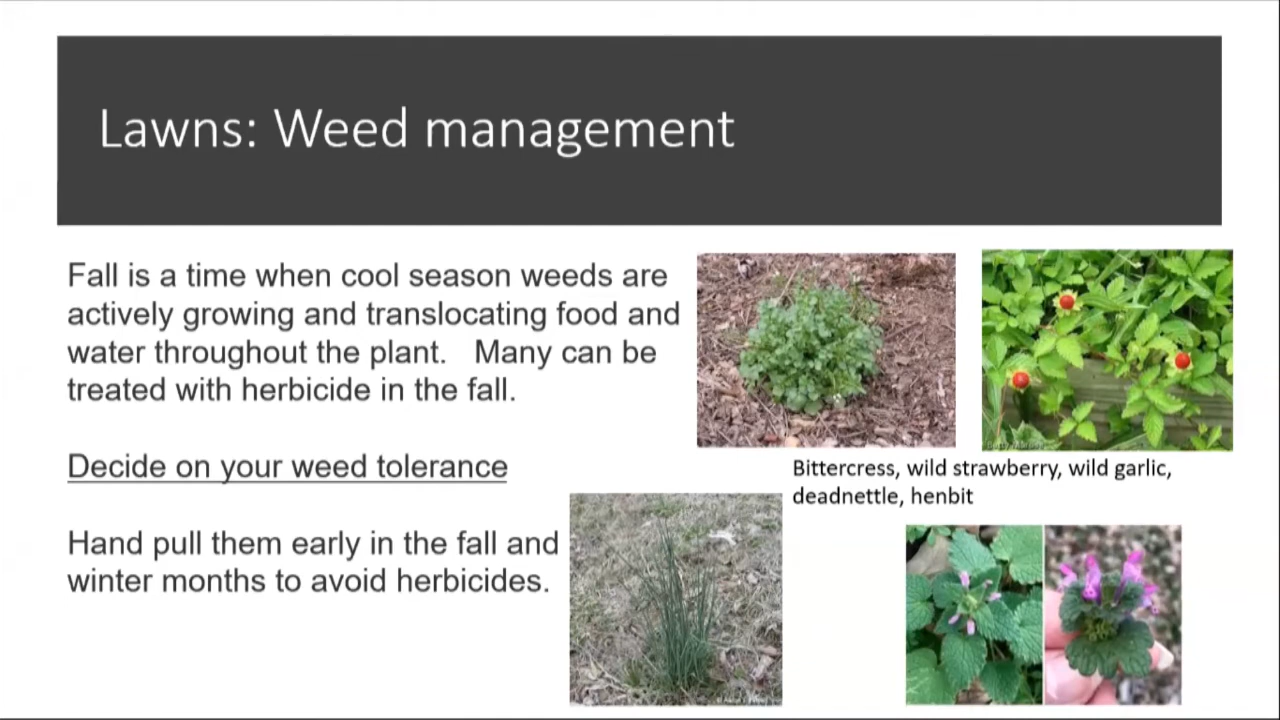 Lawns: Weed management
Fall is a time when cool season weeds are
actively growing and translocating food and
water throughout the plant.   Many can be
treated with herbicide in the fall.
Decide on your weed tolerance
Hand pull them early in the fall and
winter months to avoid herbicides.
Bittercress, wild strawberry, wild garlic,
deadnettle, henbit